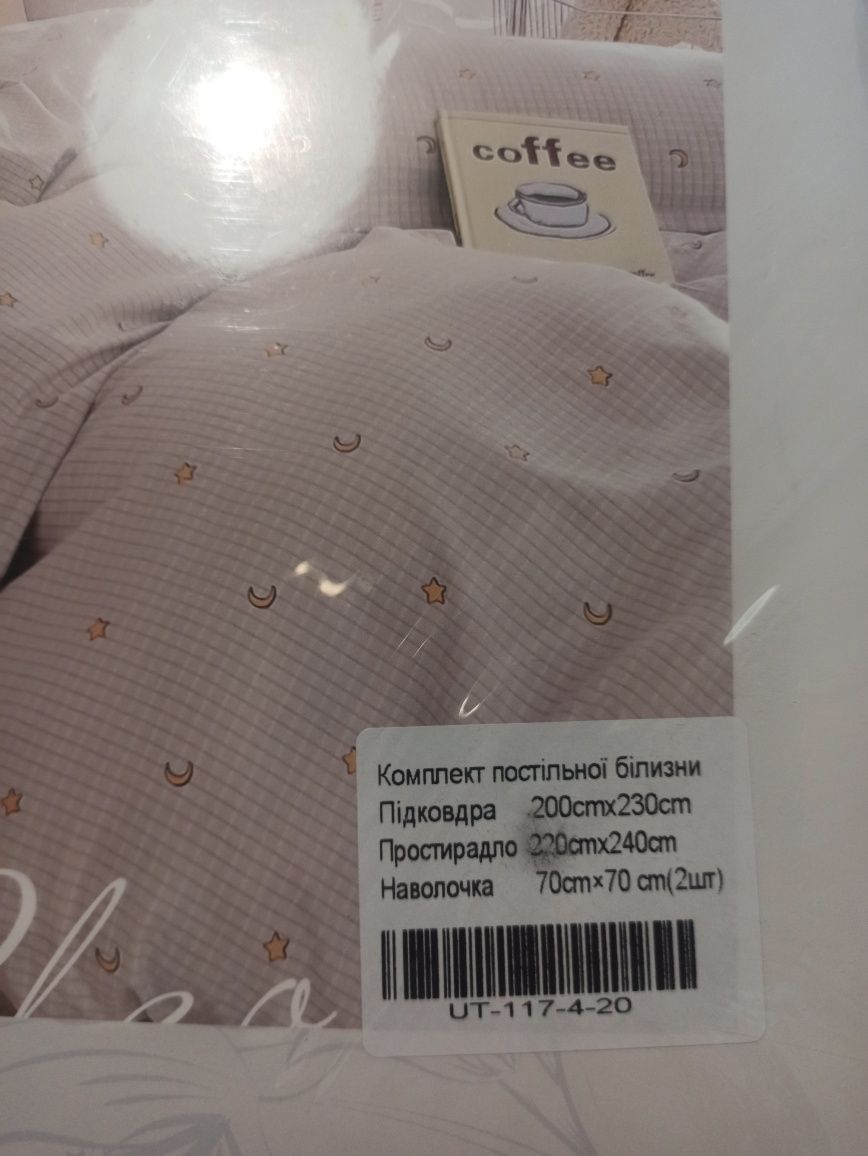 coffee
Комплект постільної білизни
Підковдра 200cmx230cm
Простирадло 220cmx240cm
Наволочка 70cm×70 cm(2шт)
UT-117-4-20